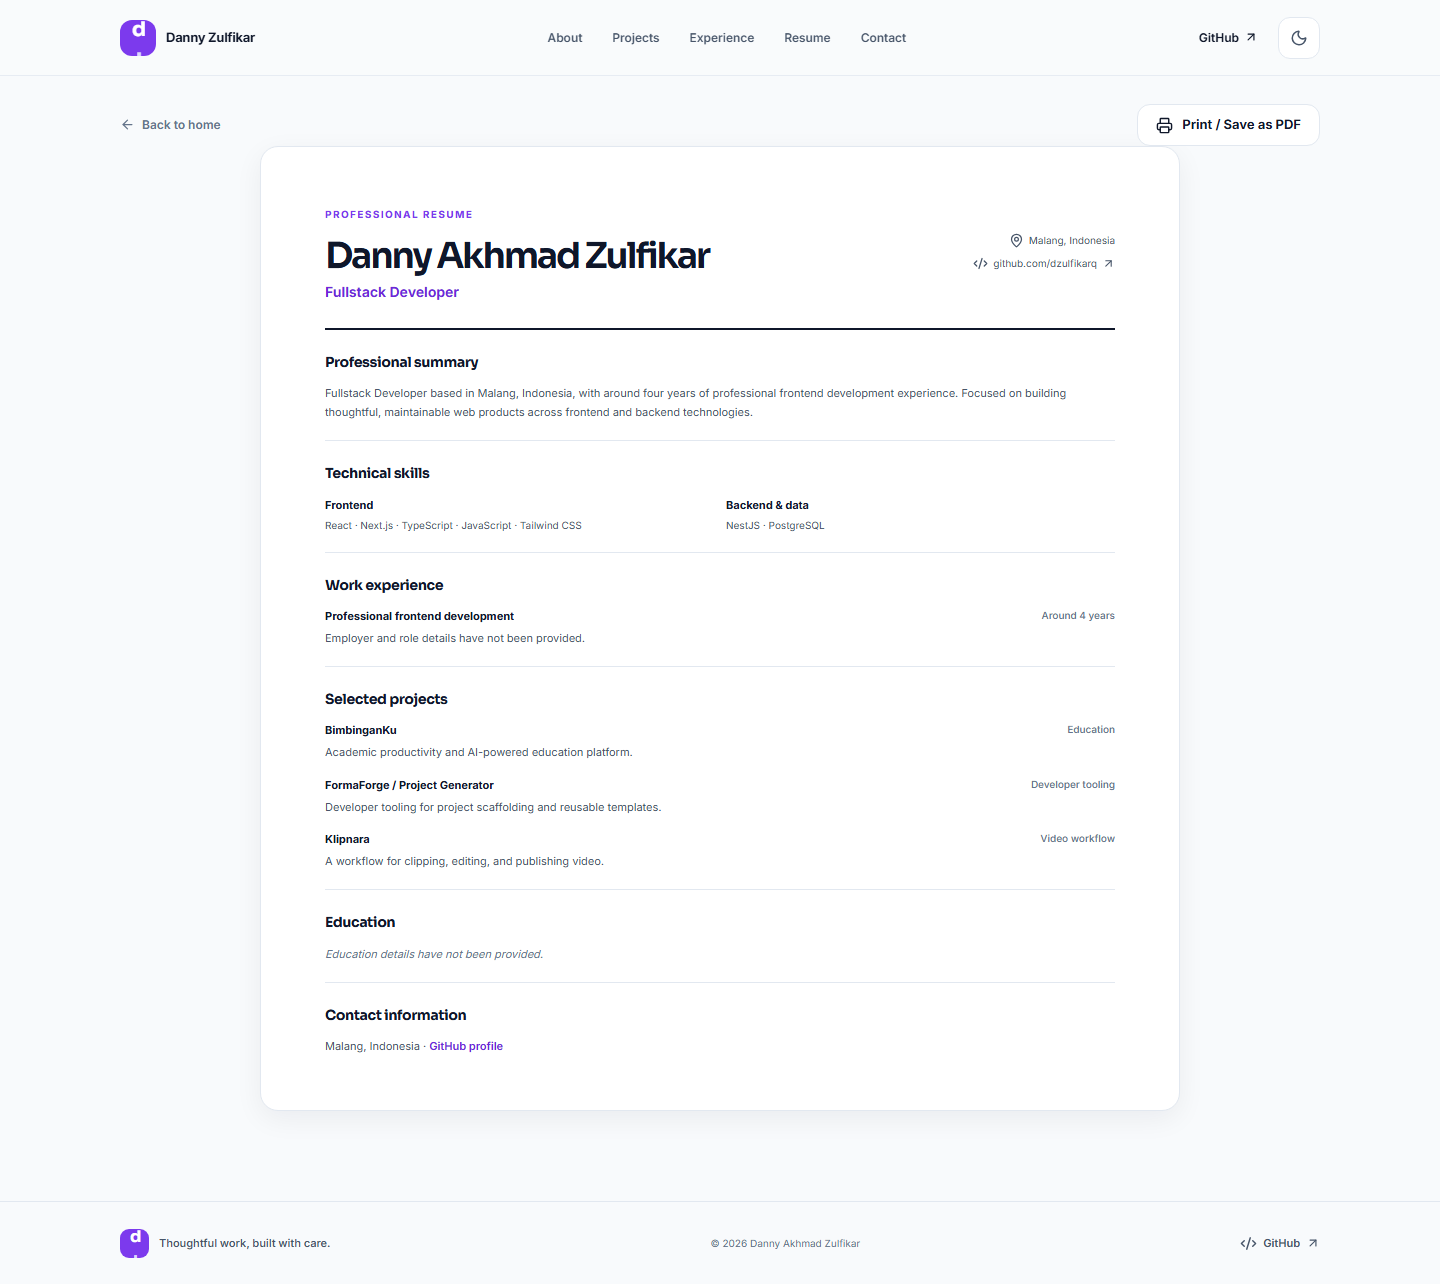 d
Danny Zulfikar
About
Projects
Experience
Resume
Contact
GitHub
Back to home
Print / Save as PDF
PROFESSIONAL RESUME
Danny Akhmad Zulfikar
Fullstack Developer
Malang, Indonesia
github.com/dzulfikarq
Professional summary
Fullstack Developer based in Malang, Indonesia, with around four years of professional frontend development experience. Focused on building
thoughtful, maintainable web products across frontend and backend technologies.
Technical skills
Frontend
React · Next.js · TypeScript · JavaScript · Tailwind CSS
Backend & data
NestJS · PostgreSQL
Work experience
Professional frontend development
Around 4 years
Employer and role details have not been provided.
Selected projects
BimbinganKu
Education
Academic productivity and AI-powered education platform.
FormaForge / Project Generator
Developer tooling
Developer tooling for project scaffolding and reusable templates.
Klipnara
Video workflow
A workflow for clipping, editing, and publishing video.
Education
Education details have not been provided.
Contact information
Malang, Indonesia · GitHub profile
d
Thoughtful work, built with care.
© 2026 Danny Akhmad Zulfikar
GitHub